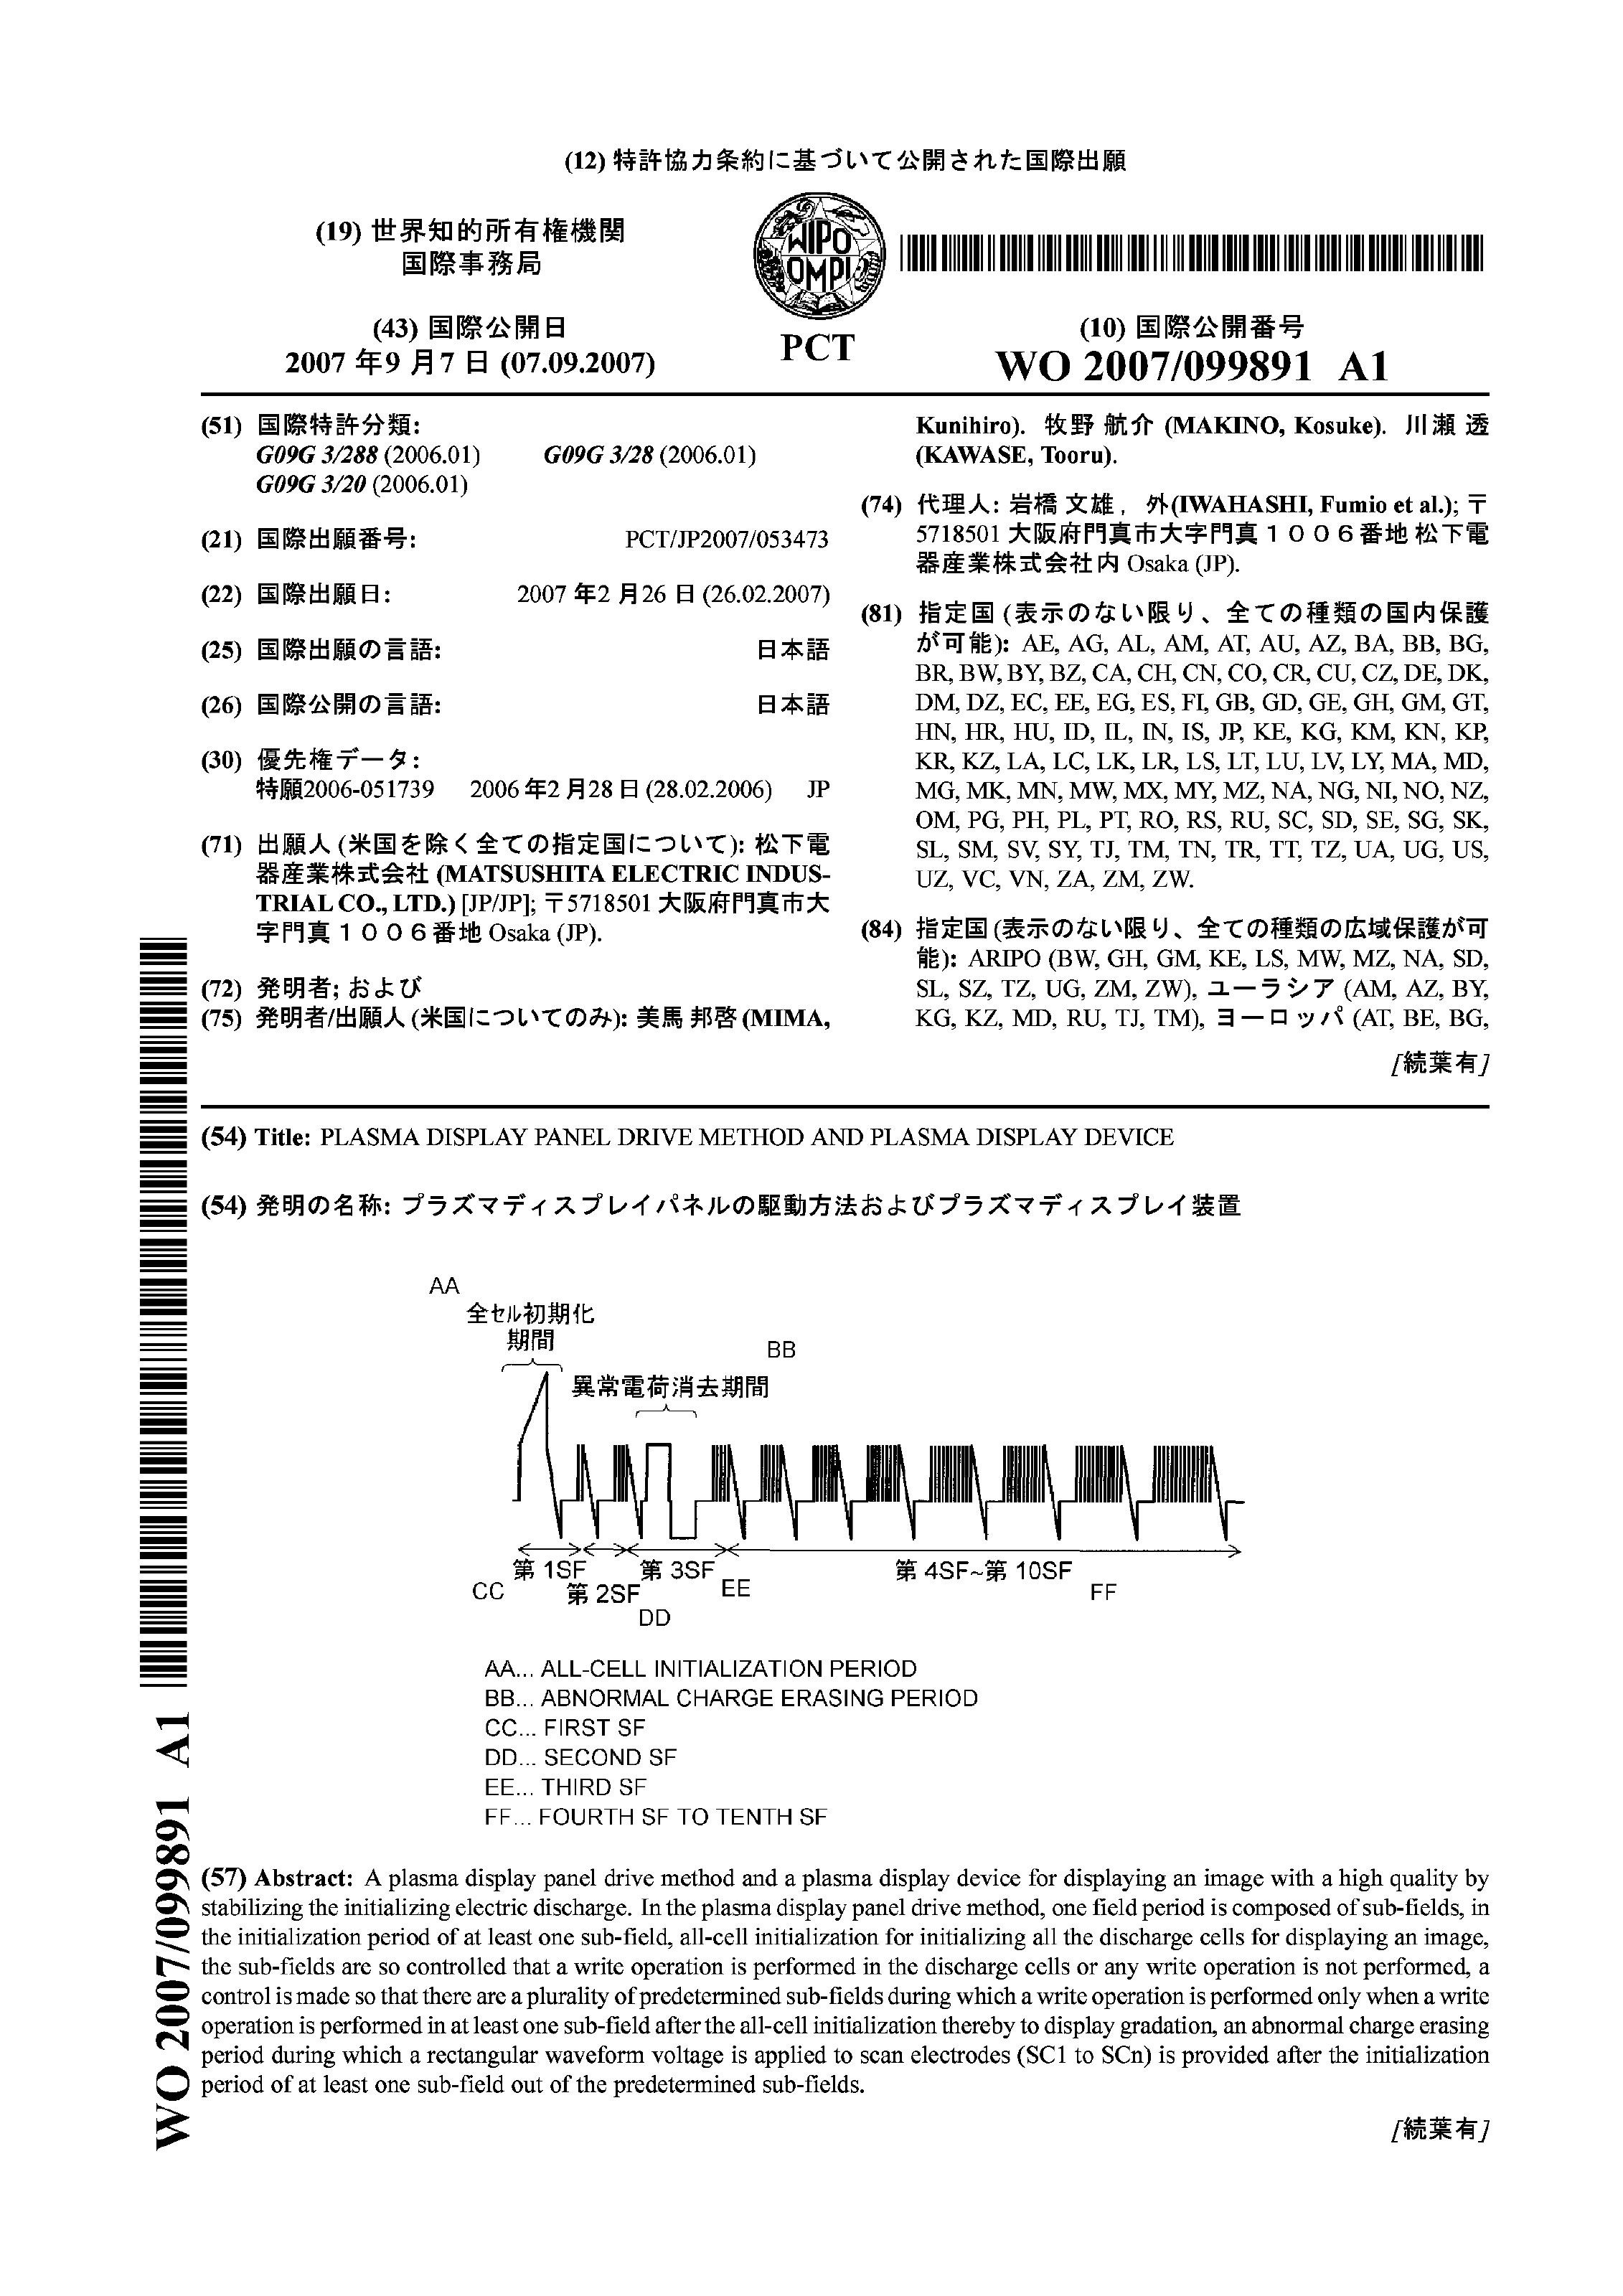 (12) 特許協力条約に基づいて公開された国際出願
(19) 世界知的所有権機関
国際事務局
WIPO
OMPI
(43) 国際公開日
2007 年9 月7 日 (07.09.2007)
PCT
(10) 国際公開番号
WO 2007/099891 A1
(51) 国際特許分類:
G09G 3/288 (2006.01) G09G 3/28 (2006.01)
G09G 3/20 (2006.01)
(21) 国際出願番号: PCT/JP2007/053473
(22) 国際出願日: 2007 年2 月26 日 (26.02.2007)
(25) 国際出願の言語: 日本語
(26) 国際公開の言語: 日本語
(30) 優先権データ:
特願2006-051739 2006 年2 月28 日 (28.02.2006) JP
(71) 出願人 (米国を除く全ての指定国について): 松下電
器産業株式会社 (MATSUSHITA ELECTRIC INDUS-
TRIAL CO., LTD.) [JP/JP]; 〒5718501 大阪府門真市大
字門真１００６番地 Osaka (JP).
(72) 発明者; および
(75) 発明者/出願人 (米国についてのみ): 美馬 邦啓 (MIMA,
Kunihiro). 牧野 航介 (MAKINO, Kosuke). 川瀬 透
(KAWASE, Tooru).
(74) 代理人: 岩橋 文雄, 外(IWAHASHI, Fumio et al.); 〒
5718501 大阪府門真市大字門真１００６番地 松下電
器産業株式会社内 Osaka (JP).
(81) 指定国 (表示のない限り、全ての種類の国内保護
が可能): AE, AG, AL, AM, AT, AU, AZ, BA, BB, BG,
BR, BW, BY, BZ, CA, CH, CN, CO, CR, CU, CZ, DE, DK,
DM, DZ, EC, EE, EG, ES, FI, GB, GD, GE, GH, GM, GT,
HN, HR, HU, ID, IL, IN, IS, JP, KE, KG, KM, KN, KP,
KR, KZ, LA, LC, LK, LR, LS, LT, LU, LV, LY, MA, MD,
MG, MK, MN, MW, MX, MY, MZ, NA, NG, NI, NO, NZ,
OM, PG, PH, PL, PT, RO, RS, RU, SC, SD, SE, SG, SK,
SL, SM, SV, SY, TJ, TM, TN, TR, TT, TZ, UA, UG, US,
UZ, VC, VN, ZA, ZM, ZW.
(84) 指定国 (表示のない限り、全ての種類の広域保護が可
能): ARIPO (BW, GH, GM, KE, LS, MW, MZ, NA, SD,
SL, SZ, TZ, UG, ZM, ZW), ユーラシア (AM, AZ, BY,
KG, KZ, MD, RU, TJ, TM), ヨーロッパ (AT, BE, BG,
[続葉有]
(54) Title: PLASMA DISPLAY PANEL DRIVE METHOD AND PLASMA DISPLAY DEVICE
(54) 発明の名称: プラズマディスプレイパネルの駆動方法およびプラズマディスプレイ装置
AA
全セル初期化
期間
BB
異常電荷消去期間
第 1SF
第 3SF
第 4SF~第 10SF
CC
第 2SF
EE
FF
DD
AA... ALL-CELL INITIALIZATION PERIOD
BB... ABNORMAL CHARGE ERASING PERIOD
CC... FIRST SF
DD... SECOND SF
EE... THIRD SF
FF... FOURTH SF TO TENTH SF
(57) Abstract: A plasma display panel drive method and a plasma display device for displaying an image with a high quality by
stabilizing the initializing electric discharge. In the plasma display panel drive method, one field period is composed of sub-fields, in
the initialization period of at least one sub-field, all-cell initialization for initializing all the discharge cells for displaying an image,
the sub-fields are so controlled that a write operation is performed in the discharge cells or any write operation is not performed, a
control is made so that there are a plurality of predetermined sub-fields during which a write operation is performed only when a write
operation is performed in at least one sub-field after the all-cell initialization thereby to display gradation, an abnormal charge erasing
period during which a rectangular waveform voltage is applied to scan electrodes (SC1 to SCn) is provided after the initialization
period of at least one sub-field out of the predetermined sub-fields.
[続葉有]
WO 2007/099891 A1